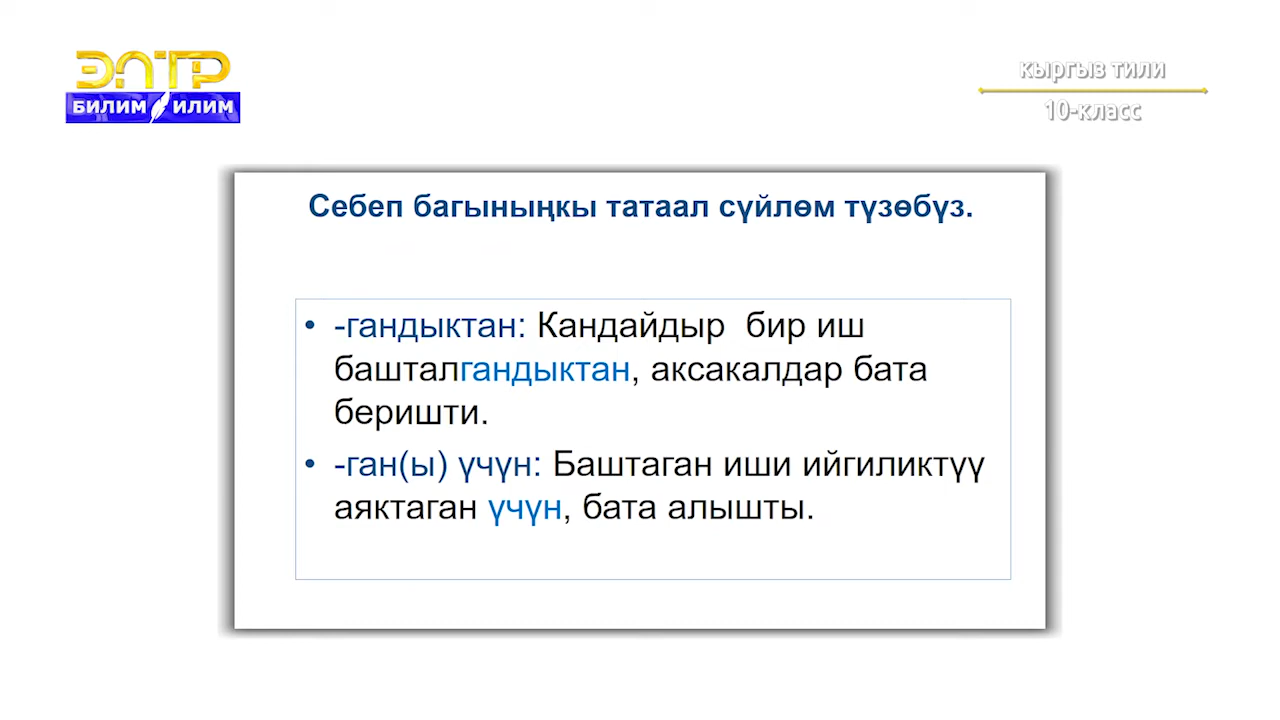 ЭЛТР
БИЛИМ ИЛИМ
кыргыз тили
10-класс
Себеп багыныңкы татаал сүйлөм түзөбүз.
• -гандыктан: Кандайдыр бир иш
башталгандыктан, аксакалдар бата
беришти.
• -ган(ы) үчүн: Баштаган иши ийгиликтүү
аяктаган үчүн, бата алышты.